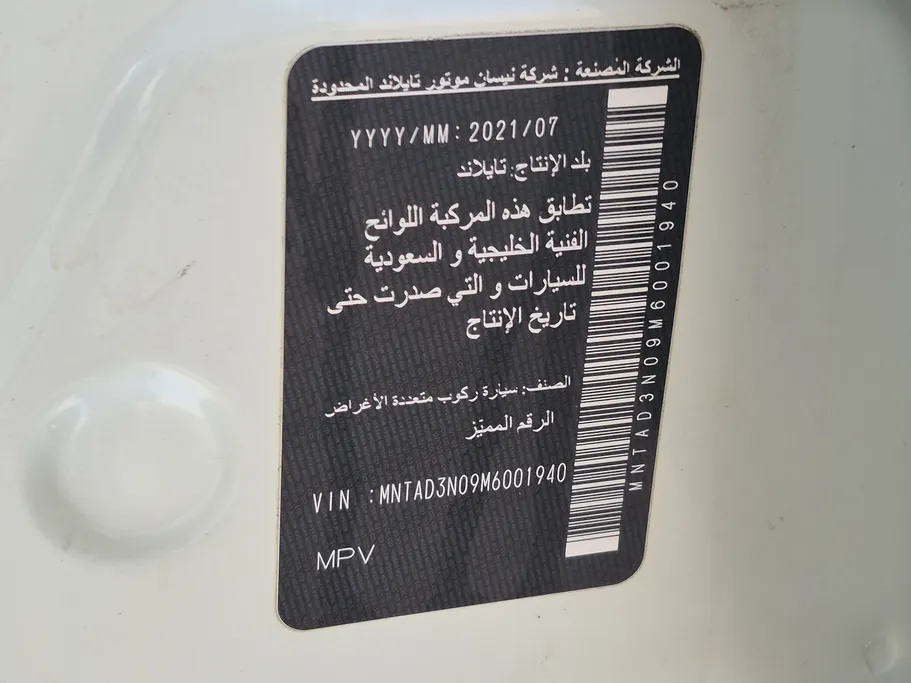 الشركة المصنعة : شركة نيسان موتور تايلاند المحدودة
YYYY/MM: 2021/07
بلد الإنتاج: تايلاند
تطابق هذه المركبة اللوائح
الفنية الخليجية و السعودية
للسيارات و التي صدرت حتى
تاريخ الإنتاج
الصنف: سيارة ركوب متعددة الأغراض
الرقم المميّز
VIN :MNTAD3N09M6001940
MPV
MNTAD3N09M6001940